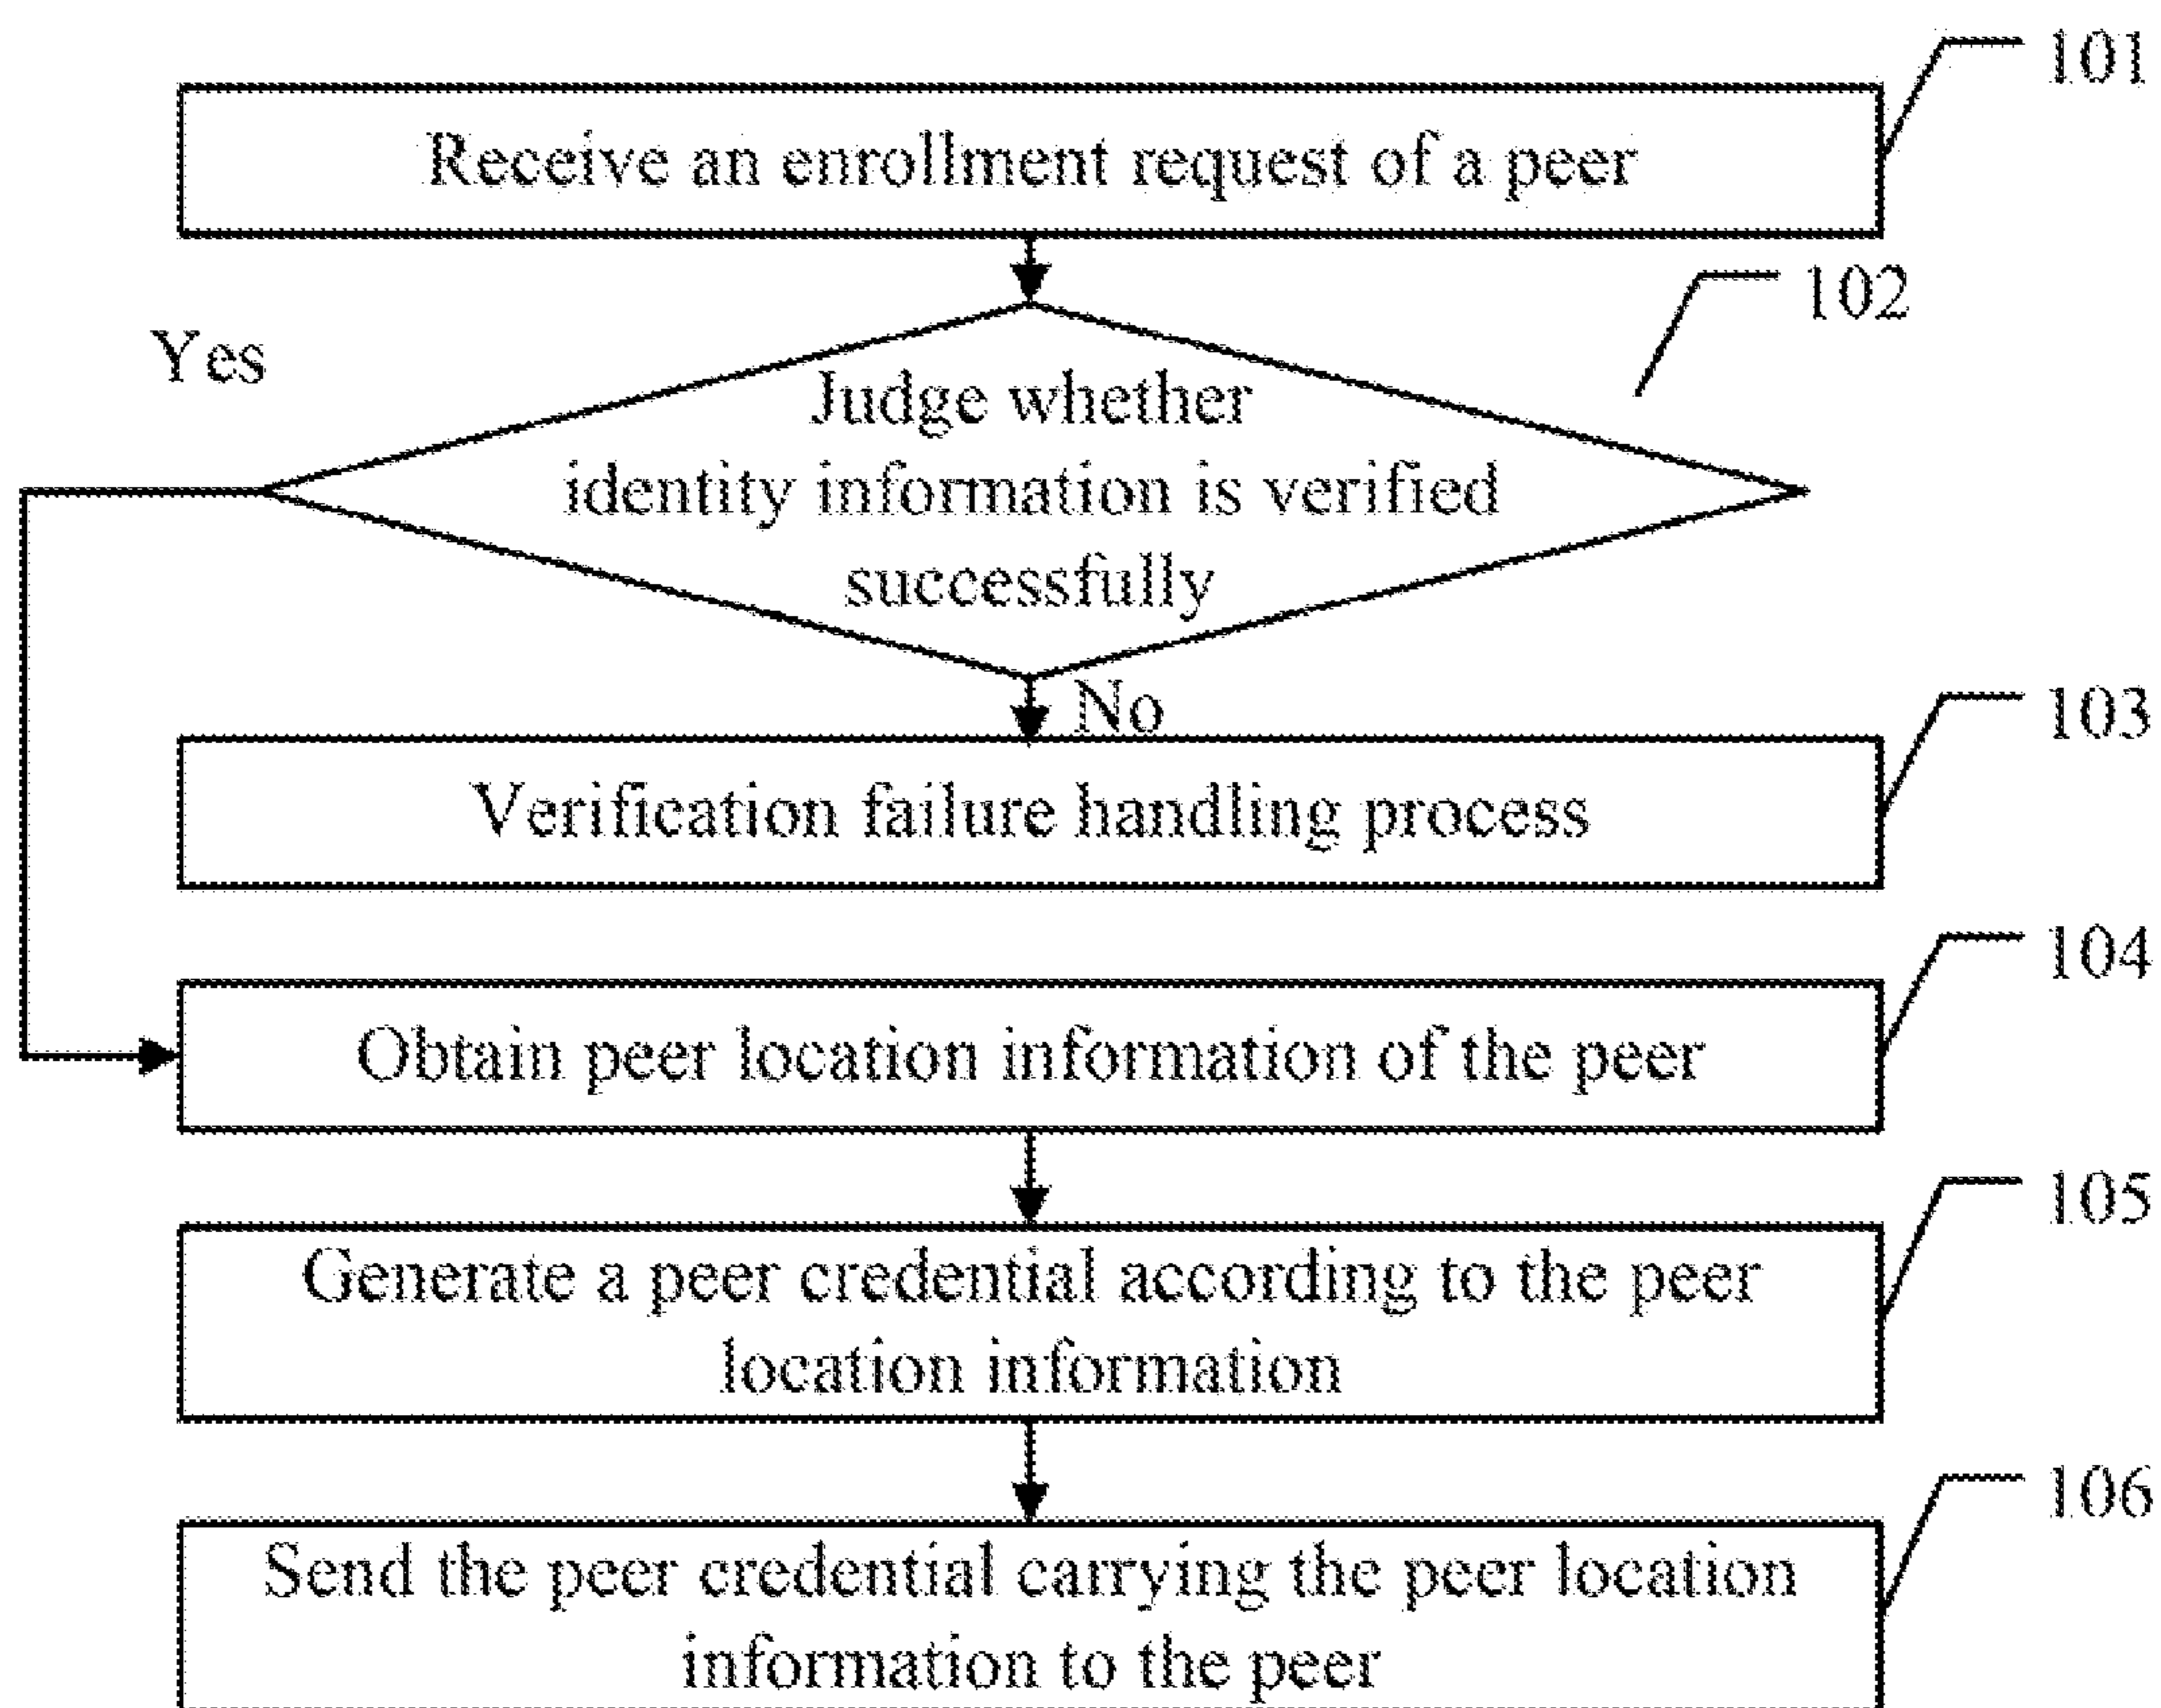 101
Receive an enrollment request of a peer
102
Yes
Judge whether
identity information is verified
successfully
No
103
Verification failure handling process
104
Obtain peer location information of the peer
105
Generate a peer credential according to the peer
location information
106
Send the peer credential carrying the peer location
information to the peer